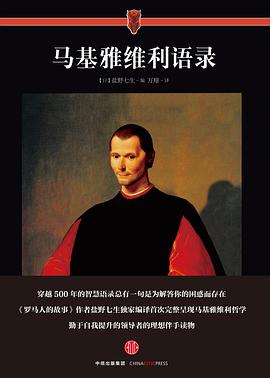 马基雅维利语录
[日]盐野七生·编 万翔·译
穿越 500 年的智慧语录总有一句是为解答你的困惑而存在
《罗马人的故事》作者盐野七生独家编译首次完整呈现马基雅维利哲学
勤于自我提升的领导者的理想伴手读物
中信出版集团·CHINACITICPRESS